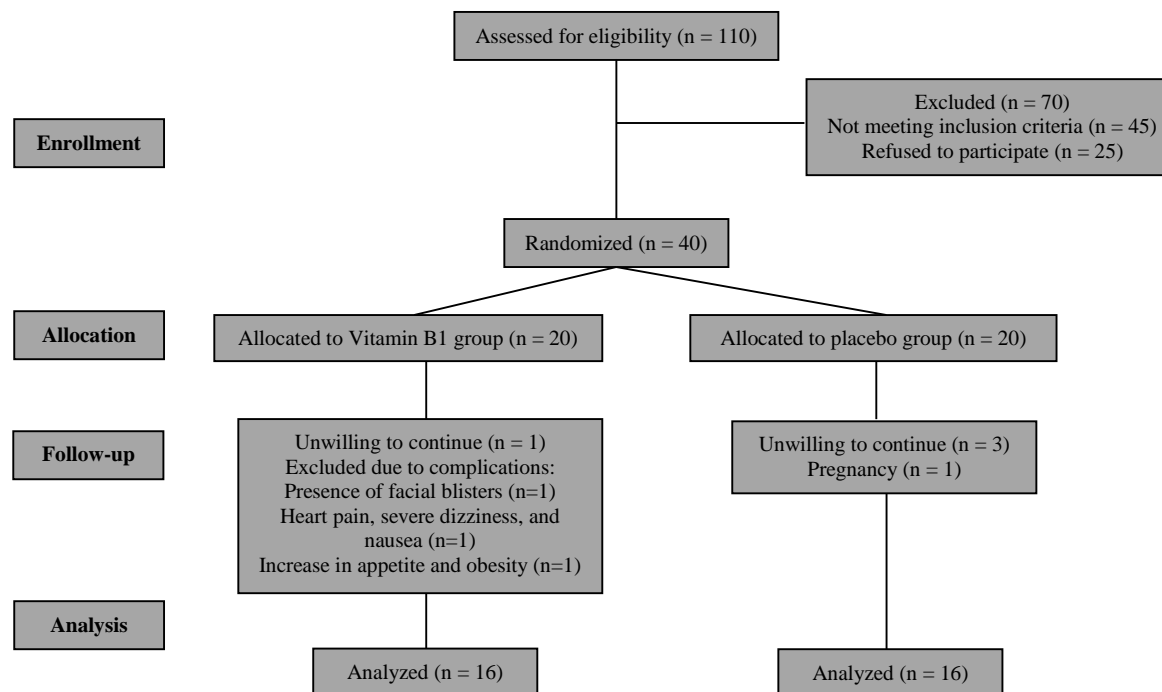 Assessed for eligibility (n = 110)
Excluded (n = 70)
Not meeting inclusion criteria (n = 45)
Refused to participate (n = 25)
Enrollment
Randomized (n = 40)
Allocation
Allocated to Vitamin B1 group (n = 20)
Allocated to placebo group (n = 20)
Follow-up
Unwilling to continue (n = 1)
Excluded due to complications:
Presence of facial blisters (n=1)
Heart pain, severe dizziness, and
nausea (n=1)
Increase in appetite and obesity (n=1)
Unwilling to continue (n = 3)
Pregnancy (n = 1)
Analysis
Analyzed (n = 16)
Analyzed (n = 16)